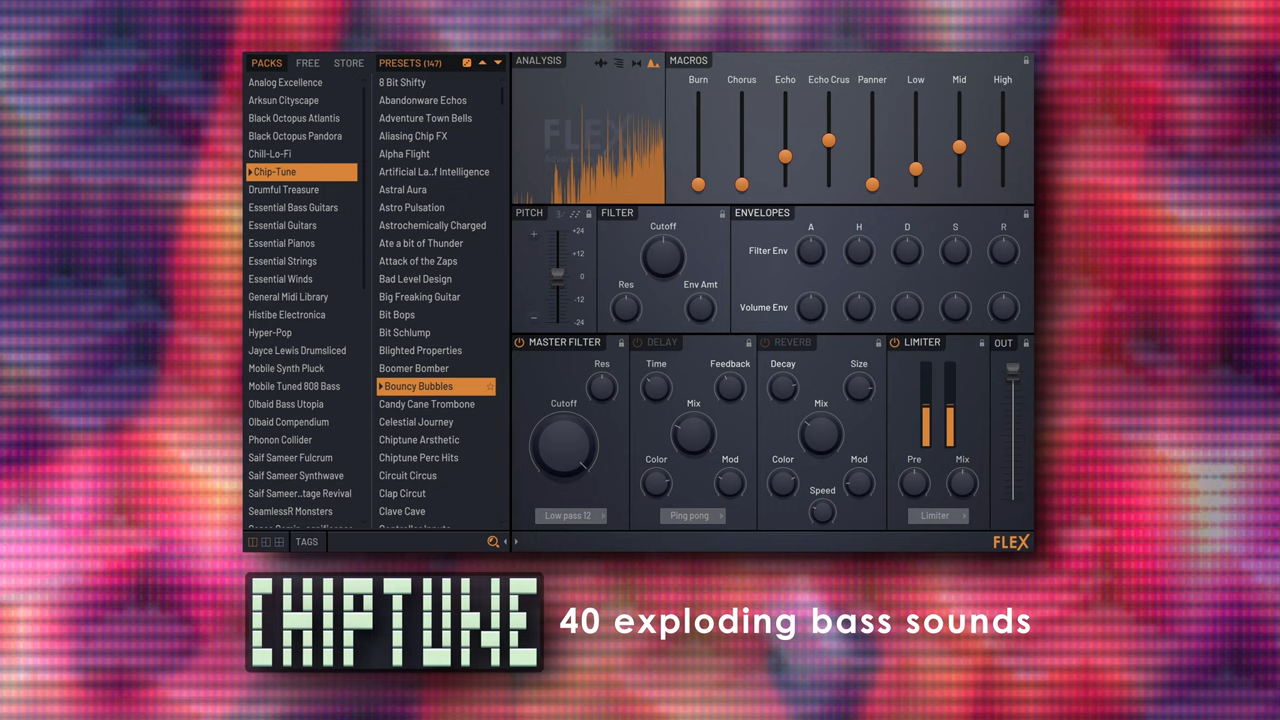 PACKS FREE STORE
PRESETS (147)
Analog Excellence
Arksun Cityscape
Black Octopus Atlantis
Black Octopus Pandora
Chill-Lo-Fi
Chip-Tune
Drumful Treasure
Essential Bass Guitars
Essential Guitars
Essential Pianos
Essential Strings
Essential Winds
General Midi Library
Histibe Electronica
Hyper-Pop
Jayce Lewis Drumsliced
Mobile Synth Pluck
Mobile Tuned 808 Bass
Olbaid Bass Utopia
Olbaid Compendium
Phonon Collider
Saif Sameer Fulcrum
Saif Sameer Synthwave
Saif Sameer..tage Revival
SeamlessR Monsters
8 Bit Shifty
Abandonware Echos
Adventure Town Bells
Aliasing Chip FX
Alpha Flight
Artificial La..f Intelligence
Astral Aura
Astro Pulsation
Astrochemically Charged
Ate a bit of Thunder
Attack of the Zaps
Bad Level Design
Big Freaking Guitar
Bit Bops
Bit Schlump
Blighted Properties
Boomer Bomber
Bouncy Bubbles
Candy Cane Trombone
Celestial Journey
Chiptune Arsthetic
Chiptune Perc Hits
Circuit Circus
Clap Circut
Clave Cave
TAGS
ANALYSIS
FLEX
MACROS
Burn Chorus Echo Echo Crus Panner Low Mid High
PITCH
+24
+12
0
-12
-24
FILTER
Cutoff
Res Env Amt
ENVELOPES
A H D S R
Filter Env
Volume Env
MASTER FILTER
Res
Cutoff
Low pass 12
DELAY
Time Feedback
Mix
Color Mod
Ping pong
REVERB
Decay Size
Mix
Color Mod
Speed
LIMITER
Pre Mix
Limiter
OUT
FLEX
CHIPTUNE
40 exploding bass sounds